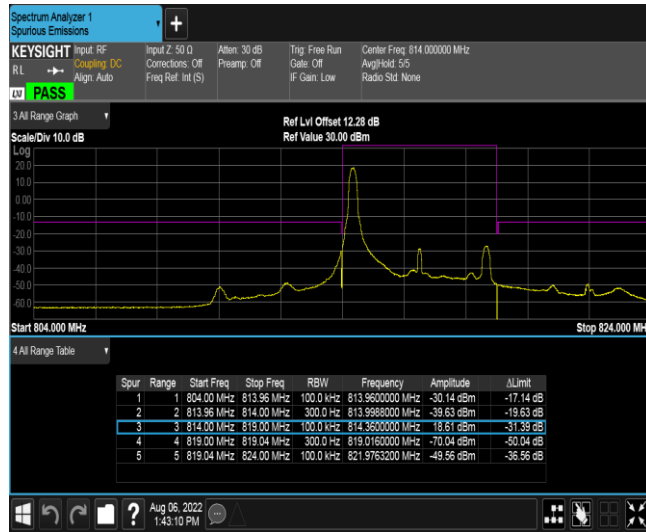 Spectrum Analyzer 1
Spurious Emissions
+
KEYSIGHT Input: RF Input Z: 50 Ω Atten: 30 dB Trig: Free Run Center Freq: 814.000000 MHz
RL Coupling: DC Corrections: Off Preamp: Off Gate: Off Avg|Hold: 5/5
Align: Auto Freq Ref: Int (S) IF Gain: Low Radio Std: None
LXI PASS
3 All Range Graph
Ref Lvl Offset 12.28 dB
Scale/Div 10.0 dB Ref Value 30.00 dBm
Log
20.0
10.0
0.00
-10.0
-20.0
-30.0
-40.0
-50.0
-60.0
Start 804.000 MHz Stop 824.000 MH
4 All Range Table
Spur Range Start Freq Stop Freq RBW Frequency Amplitude ΔLimit
1 1 804.00 MHz 813.96 MHz 100.0 kHz 813.9600000 MHz -30.14 dBm -17.14 dB
2 2 813.96 MHz 814.00 MHz 300.0 Hz 813.9988000 MHz -39.63 dBm -19.63 dB
3 3 814.00 MHz 819.00 MHz 100.0 kHz 814.3600000 MHz 18.61 dBm -31.39 dB
4 4 819.00 MHz 819.04 MHz 300.0 Hz 819.0160000 MHz -70.04 dBm -50.04 dB
5 5 819.04 MHz 824.00 MHz 100.0 kHz 821.9763200 MHz -49.56 dBm -36.56 dB
?
Aug 06, 2022
1:43:10 PM